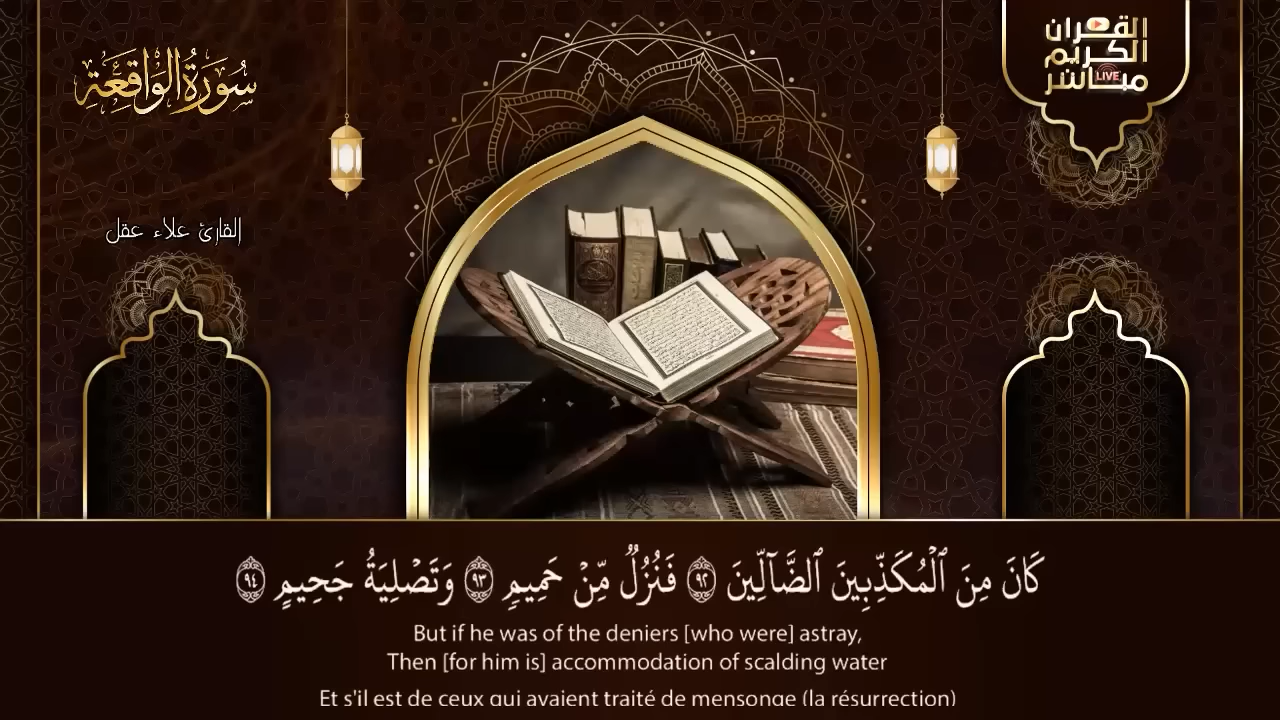 سُورَةُ الوَاقِعَة
القرآن
الكريم
مباشر
LIVE
القارئ علاء عقل
كَانَ مِنَ ٱلْمُكَذِّبِينَ ٱلضَّآلِّينَ ٩٢ فَنُزُلٌ مِّنْ حَمِيمٍ ٩٣ وَتَصْلِيَةُ جَحِيمٍ ٩٤
But if he was of the deniers [who were] astray,
Then [for him is] accommodation of scalding water
Et s'il est de ceux qui avaient traité de mensonge (la résurrection)